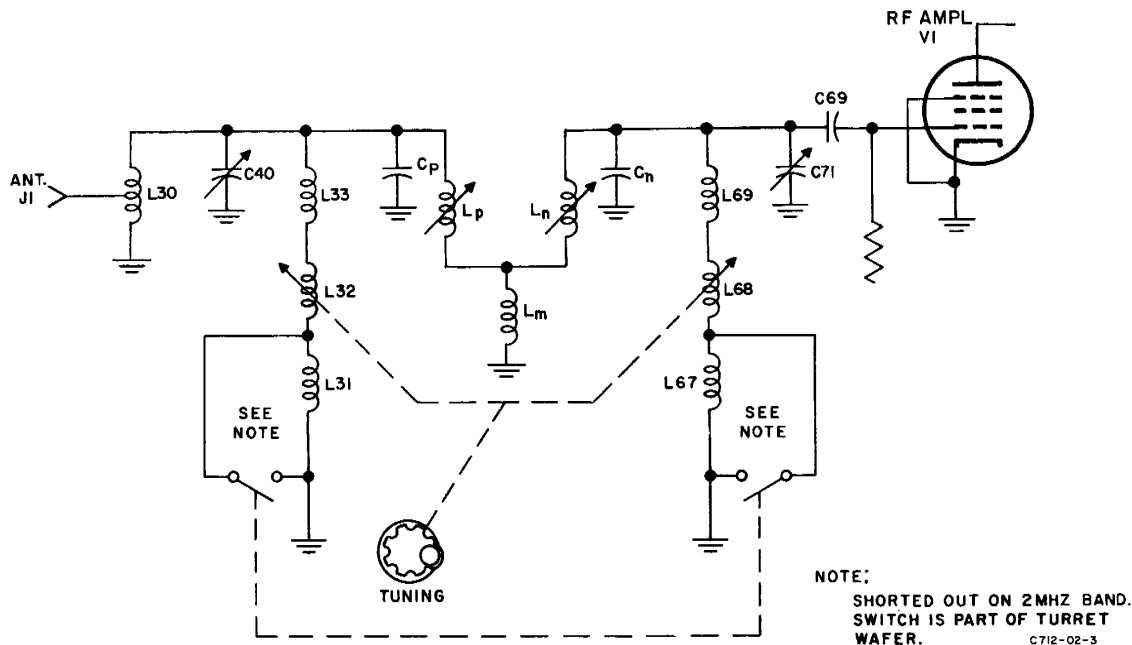 RF AMPL
V1
C69
ANT.
J1
L30
C40
L33
Cp
Lp
Ln
Cn
L69
C71
L32
Lm
L68
L31
L67
SEE
NOTE
SEE
NOTE
TUNING
NOTE:
SHORTED OUT ON 2MHZ BAND.
SWITCH IS PART OF TURRET
WAFER.
C712-02-3